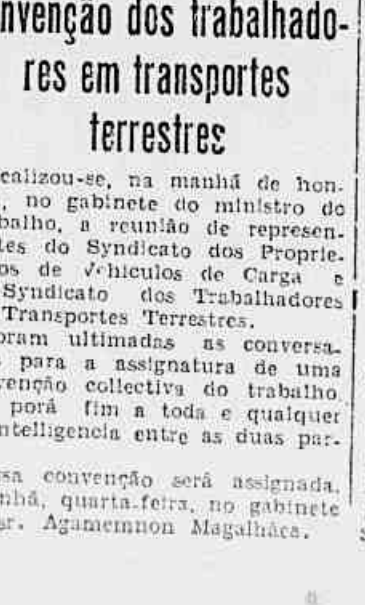 nvenção dos trabalhado-
res em transportes
terrestres
ealizou-se, na manhã de hon-
, no gabinete do ministro do
balho, a reunião de represen-
tes do Syndicato dos Proprie-
os de Vehiculos de Carga e
Syndicato dos Trabalhadores
Transportes Terrestres.
oram ultimadas as conversa-
para a assignatura de uma
venção collectiva do trabalho
porá fim a toda e qualquer
ntelligencia entre as duas par-
sa convenção será assignada,
nhã, quarta-feira, no gabinete
sr. Agamemnon Magalhães.